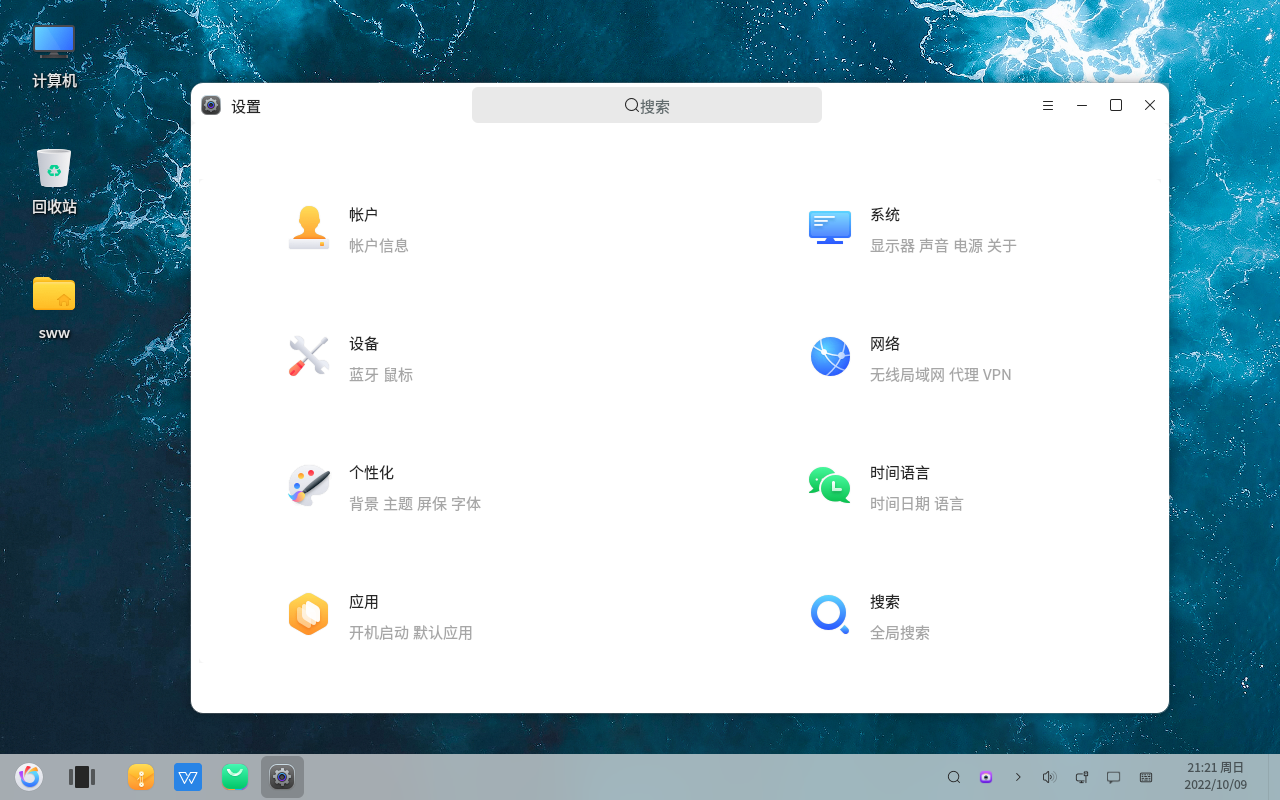 计算机
回收站
sww
设置
搜索
帐户
帐户信息
系统
显示器 声音 电源 关于
设备
蓝牙 鼠标
网络
无线局域网 代理 VPN
个性化
背景 主题 屏保 字体
时间语言
时间日期 语言
应用
开机启动 默认应用
搜索
全局搜索
21:21 周日
2022/10/09